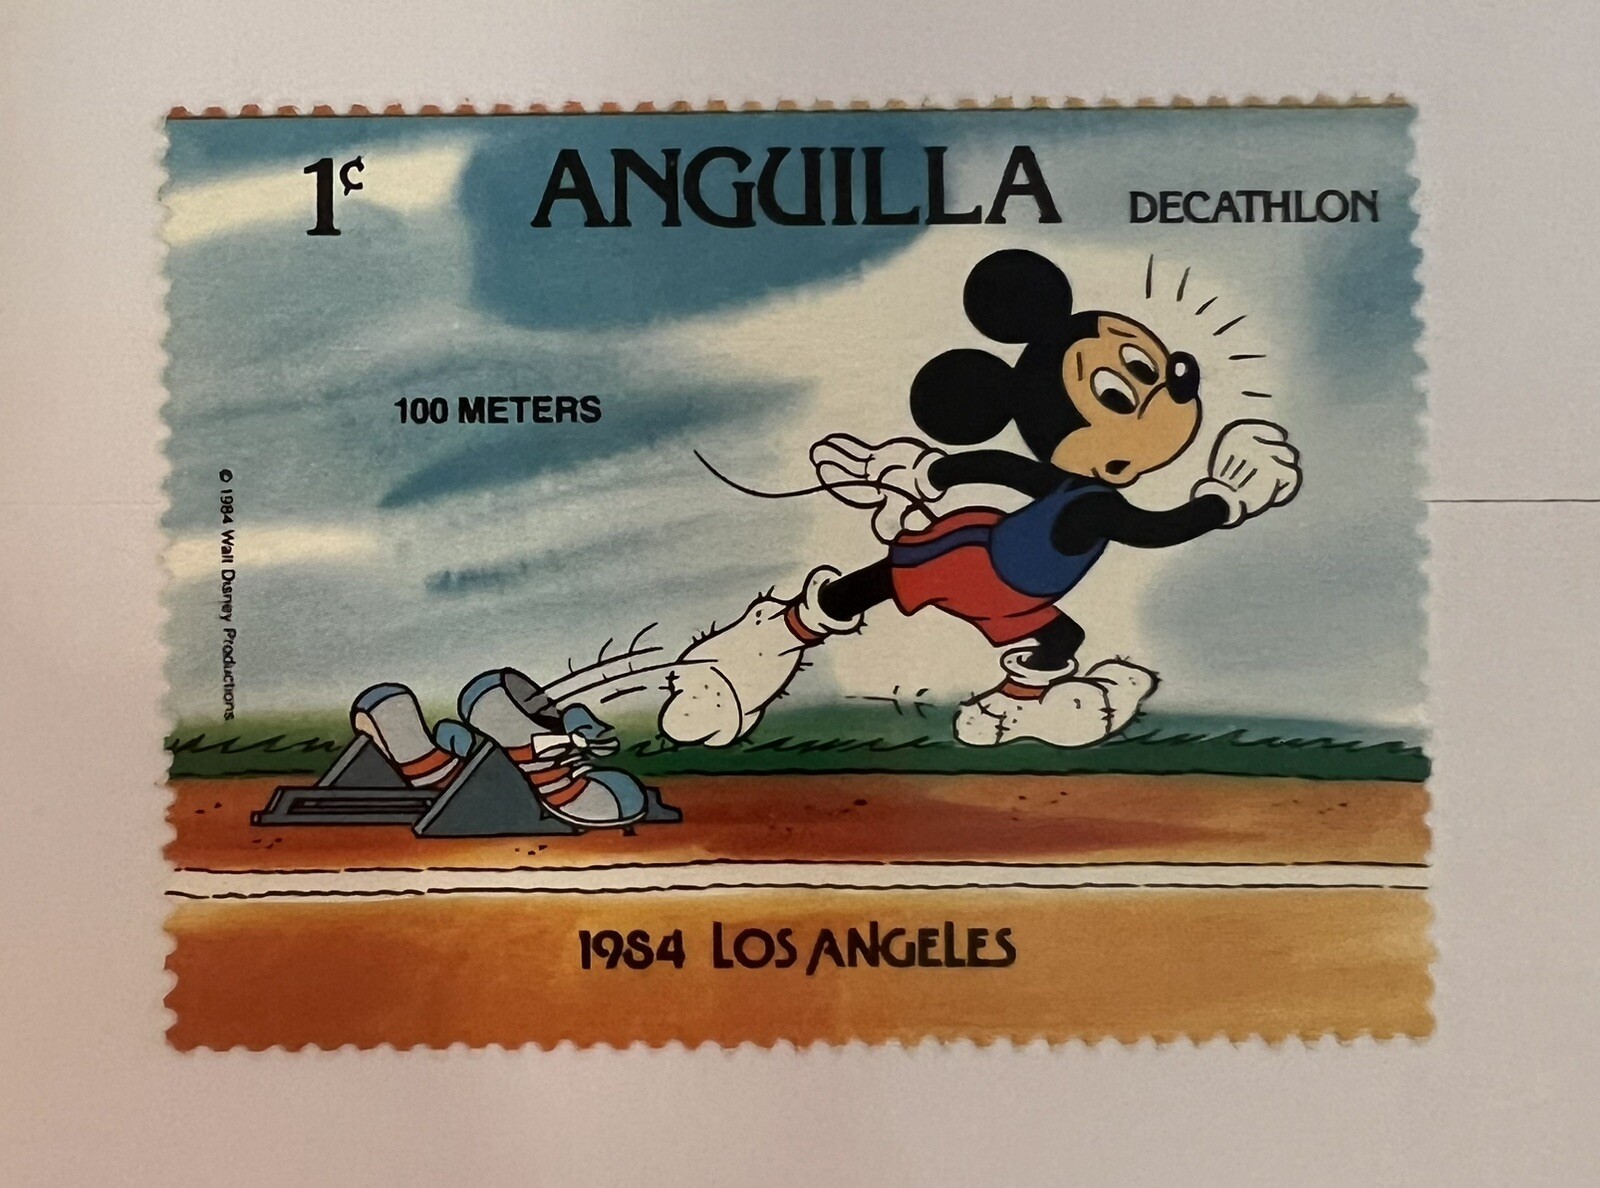 1¢ ANGUILLA DECATHLON
100 METERS
© 1984 Walt Disney Productions
1984 LOS ANGELES